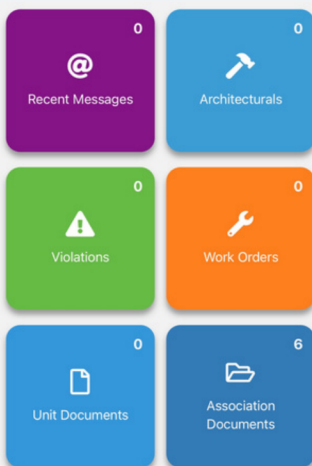 0
@
Recent Messages
0
Architecturals
0
Violations
0
Work Orders
0
Unit Documents
6
Association
Documents